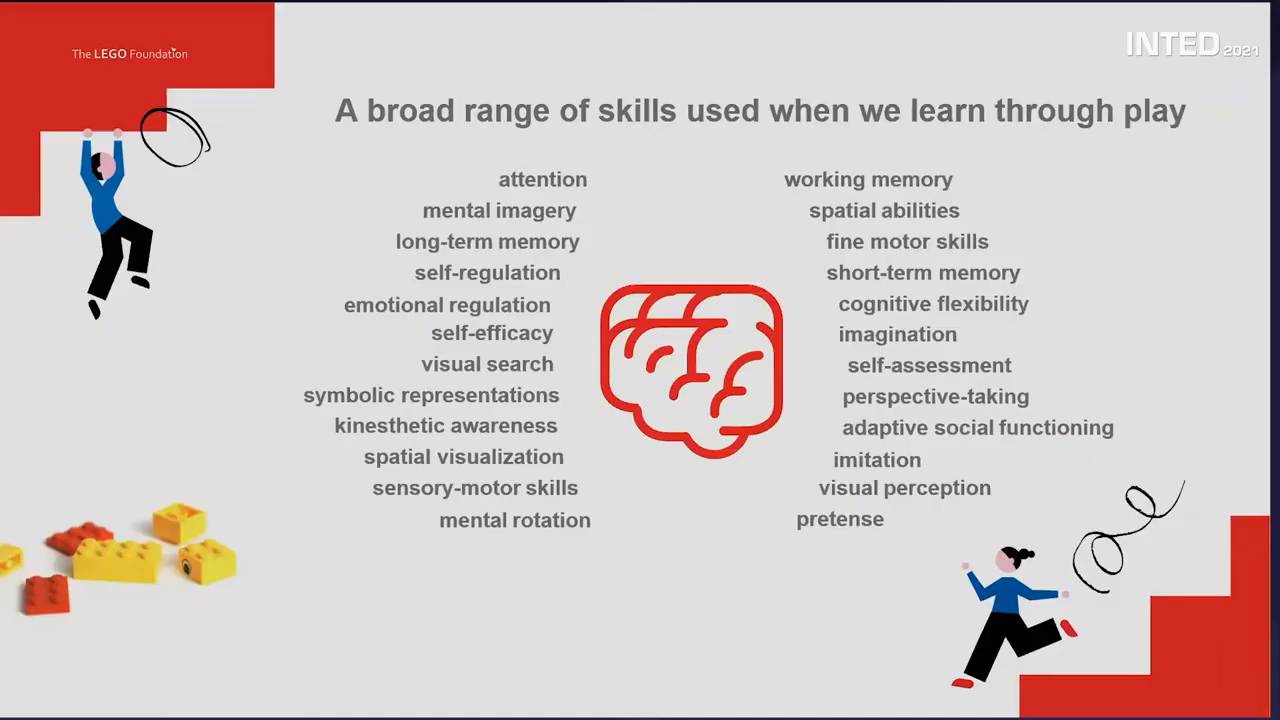 The LEGO Foundation
INTED 2021
A broad range of skills used when we learn through play
attention
mental imagery
long-term memory
self-regulation
emotional regulation
self-efficacy
visual search
symbolic representations
kinesthetic awareness
spatial visualization
sensory-motor skills
mental rotation
working memory
spatial abilities
fine motor skills
short-term memory
cognitive flexibility
imagination
self-assessment
perspective-taking
adaptive social functioning
imitation
visual perception
pretense